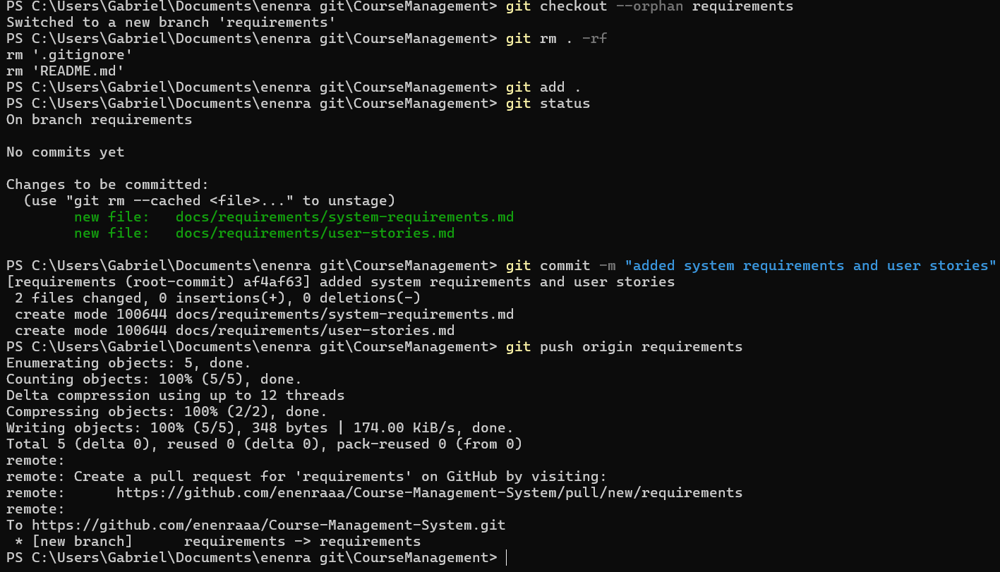 PS C:\Users\Gabriel\Documents\enenra git\CourseManagement> git checkout --orphan requirements
Switched to a new branch 'requirements'
PS C:\Users\Gabriel\Documents\enenra git\CourseManagement> git rm . -rf
rm '.gitignore'
rm 'README.md'
PS C:\Users\Gabriel\Documents\enenra git\CourseManagement> git add .
PS C:\Users\Gabriel\Documents\enenra git\CourseManagement> git status
On branch requirements

No commits yet

Changes to be committed:
  (use "git rm --cached <file>..." to unstage)
        new file:   docs/requirements/system-requirements.md
        new file:   docs/requirements/user-stories.md

PS C:\Users\Gabriel\Documents\enenra git\CourseManagement> git commit -m "added system requirements and user stories"
[requirements (root-commit) af4af63] added system requirements and user stories
 2 files changed, 0 insertions(+), 0 deletions(-)
 create mode 100644 docs/requirements/system-requirements.md
 create mode 100644 docs/requirements/user-stories.md
PS C:\Users\Gabriel\Documents\enenra git\CourseManagement> git push origin requirements
Enumerating objects: 5, done.
Counting objects: 100% (5/5), done.
Delta compression using up to 12 threads
Compressing objects: 100% (2/2), done.
Writing objects: 100% (5/5), 348 bytes | 174.00 KiB/s, done.
Total 5 (delta 0), reused 0 (delta 0), pack-reused 0 (from 0)
remote:
remote: Create a pull request for 'requirements' on GitHub by visiting:
remote:      https://github.com/enenraaa/Course-Management-System/pull/new/requirements
remote:
To https://github.com/enenraaa/Course-Management-System.git
 * [new branch]      requirements -> requirements
PS C:\Users\Gabriel\Documents\enenra git\CourseManagement>